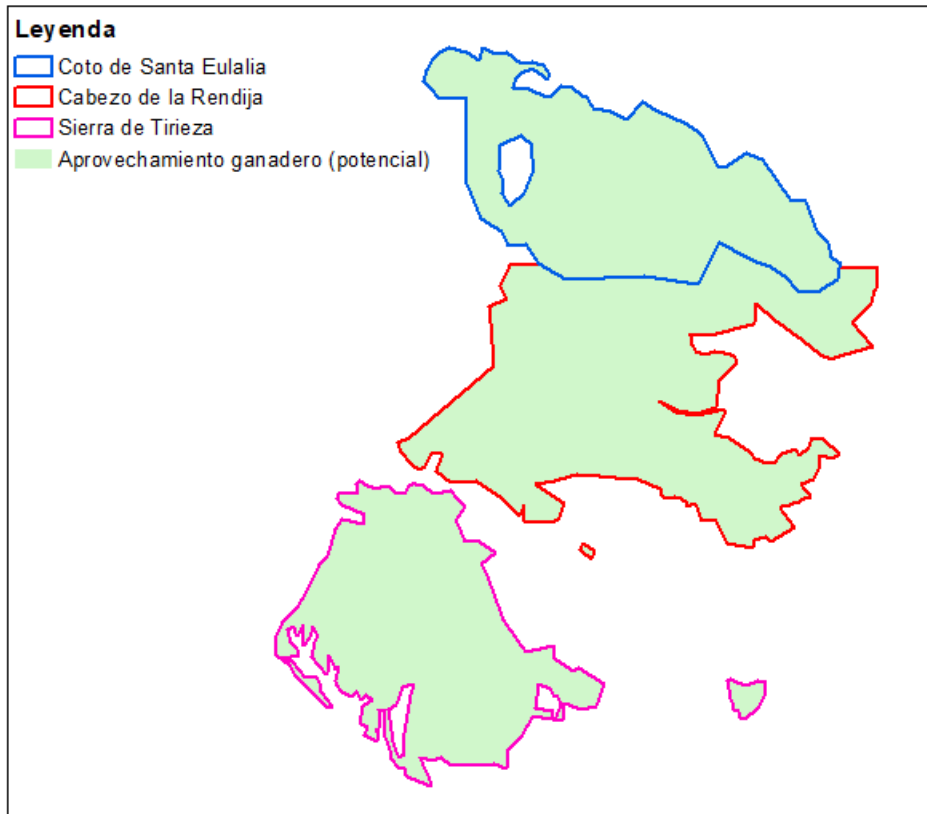 Leyenda
Coto de Santa Eulalia
Cabezo de la Rendija
Sierra de Tirieza
Aprovechamiento ganadero (potencial)